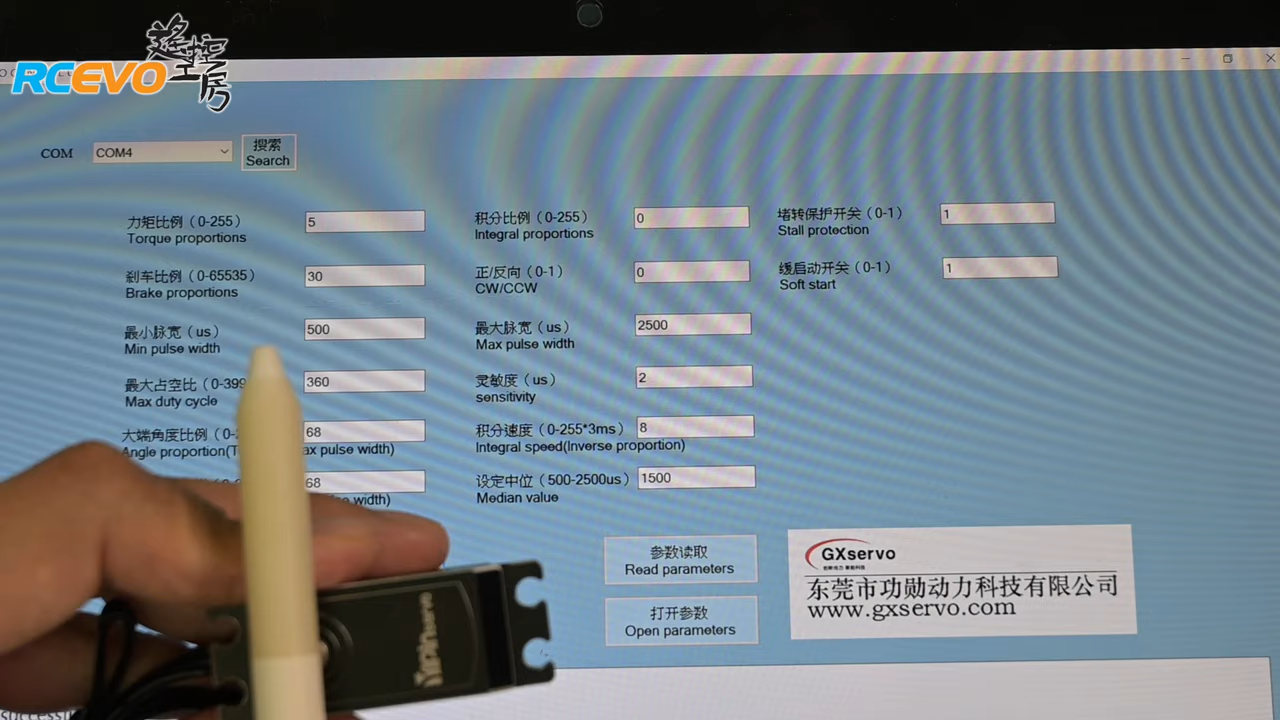 遙控工房
RCEVO
COM
COM4
搜索
Search
力矩比例（0-255）
Torque proportions
5
积分比例（0-255）
Integral proportions
0
堵转保护开关（0-1）
Stall protection
1
刹车比例（0-65535）
Brake proportions
30
正/反向（0-1）
CW/CCW
0
缓启动开关（0-1）
Soft start
1
最小脉宽（us）
Min pulse width
500
最大脉宽（us）
Max pulse width
2500
最大占空比（0-399
Max duty cycle
360
灵敏度（us）
sensitivity
2
大端角度比例（0-
Angle proportion(
ax pulse width)
68
积分速度（0-255*3ms）
Integral speed(Inverse proportion)
8
68
width)
设定中位（500-2500us）
Median value
1500
参数读取
Read parameters
打开参数
Open parameters
GXservo
东莞市功勋动力科技有限公司
www.gxservo.com